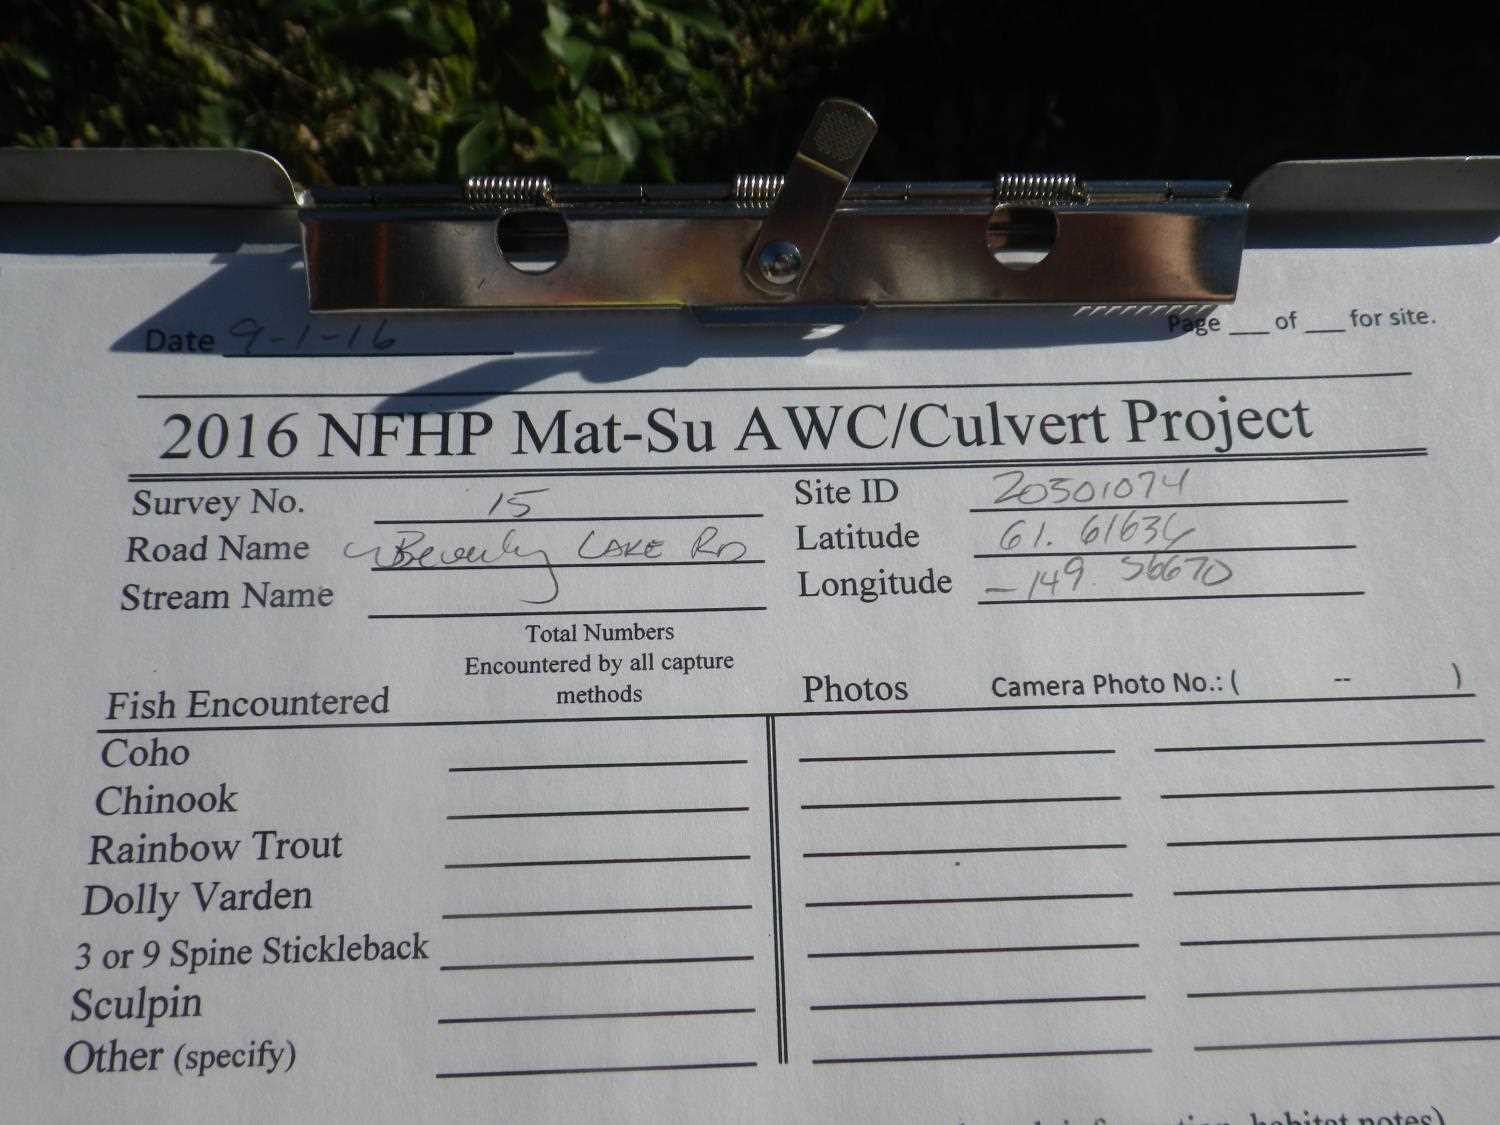 Date 9-1-16 Page ___ of ___ for site.
2016 NFHP Mat-Su AWC/Culvert Project
Survey No. 15 Site ID 20301074
Road Name W Beverly LAKE RD Latitude 61.61636
Stream Name Longitude -149.56670
Total Numbers
Encountered by all capture
methods
Fish Encountered Photos Camera Photo No.: ( -- )
Coho
Chinook
Rainbow Trout
Dolly Varden
3 or 9 Spine Stickleback
Sculpin
Other (specify)
habitat notes)